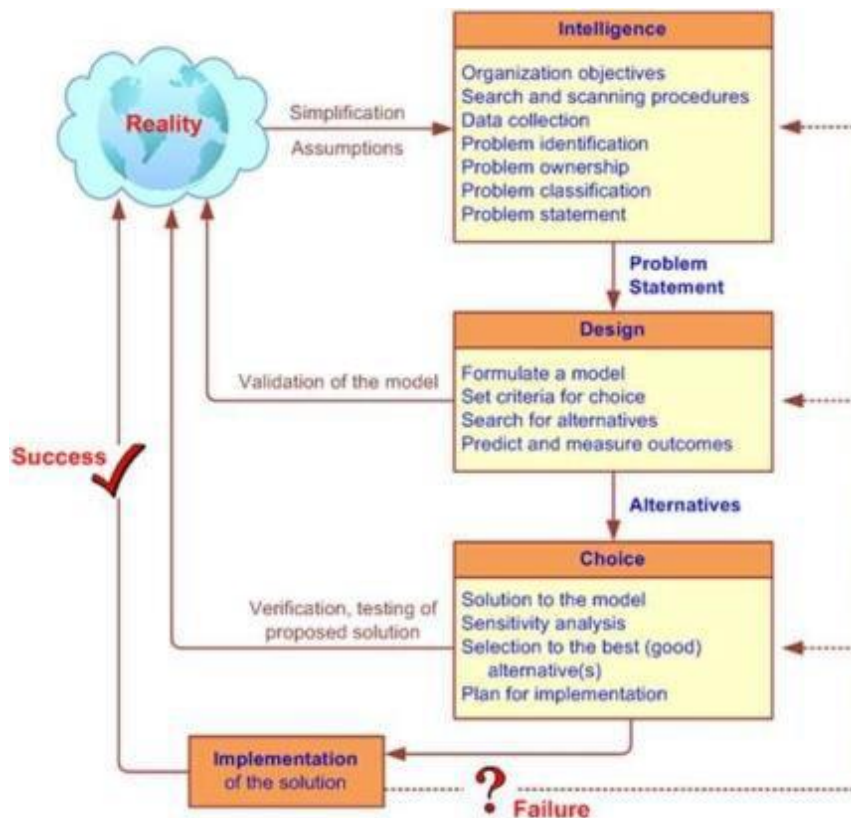 Intelligence
Organization objectives
Search and scanning procedures
Data collection
Problem identification
Problem ownership
Problem classification
Problem statement
Reality
Simplification
Assumptions
Problem
Statement
Design
Formulate a model
Set criteria for choice
Search for alternatives
Predict and measure outcomes
Validation of the model
Success
Alternatives
Choice
Solution to the model
Sensitivity analysis
Selection to the best (good)
alternative(s)
Plan for implementation
Verification, testing of
proposed solution
Implementation
of the solution
?
Failure